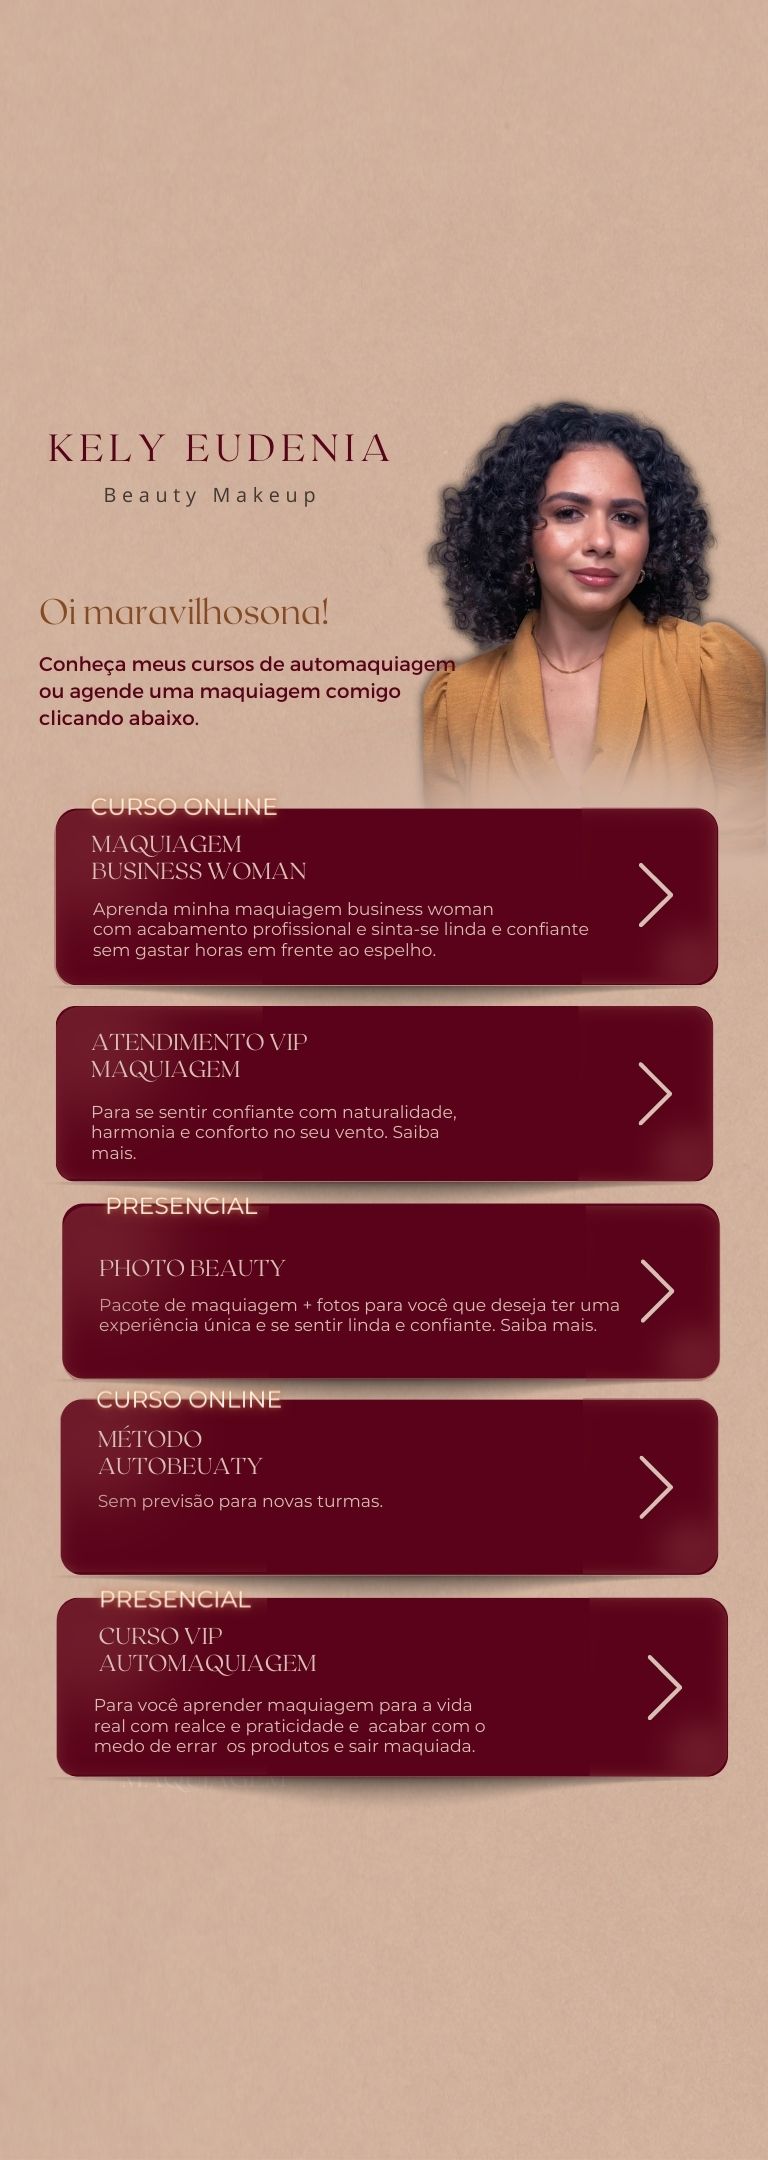 KELY EUDENIA
Beauty Makeup
Oi maravilhosona!
Conheça meus cursos de automaquiagem
ou agende uma maquiagem comigo
clicando abaixo.
CURSO ONLINE
MAQUIAGEM
BUSINESS WOMAN
Aprenda minha maquiagem business woman
com acabamento profissional e sinta-se linda e confiante
sem gastar horas em frente ao espelho.
ATENDIMENTO VIP
MAQUIAGEM
Para se sentir confiante com naturalidade,
harmonia e conforto no seu vento. Saiba
mais.
PRESENCIAL
PHOTO BEAUTY
Pacote de maquiagem + fotos para você que deseja ter uma
experiência única e se sentir linda e confiante. Saiba mais.
CURSO ONLINE
MÉTODO
AUTOBEUATY
Sem previsão para novas turmas.
PRESENCIAL
CURSO VIP
AUTOMAQUIAGEM
Para você aprender maquiagem para a vida
real com realce e praticidade e  acabar com o
medo de errar  os produtos e sair maquiada.